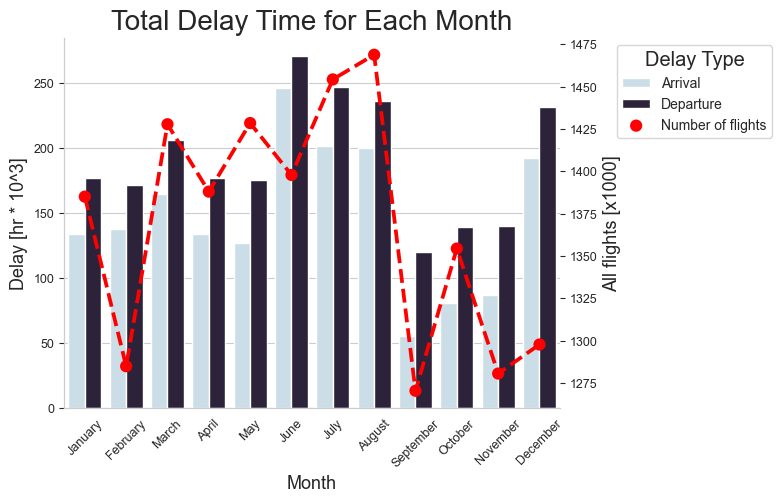 Total Delay Time for Each Month
Delay [hr * 10^3]
250
200
150
100
50
0
January
February
March
April
May
June
July
August
September
October
November
December
Month
1475
1450
1425
1400
1375
1350
1325
1300
1275
All flights [x1000]
Delay Type
Arrival
Departure
Number of flights